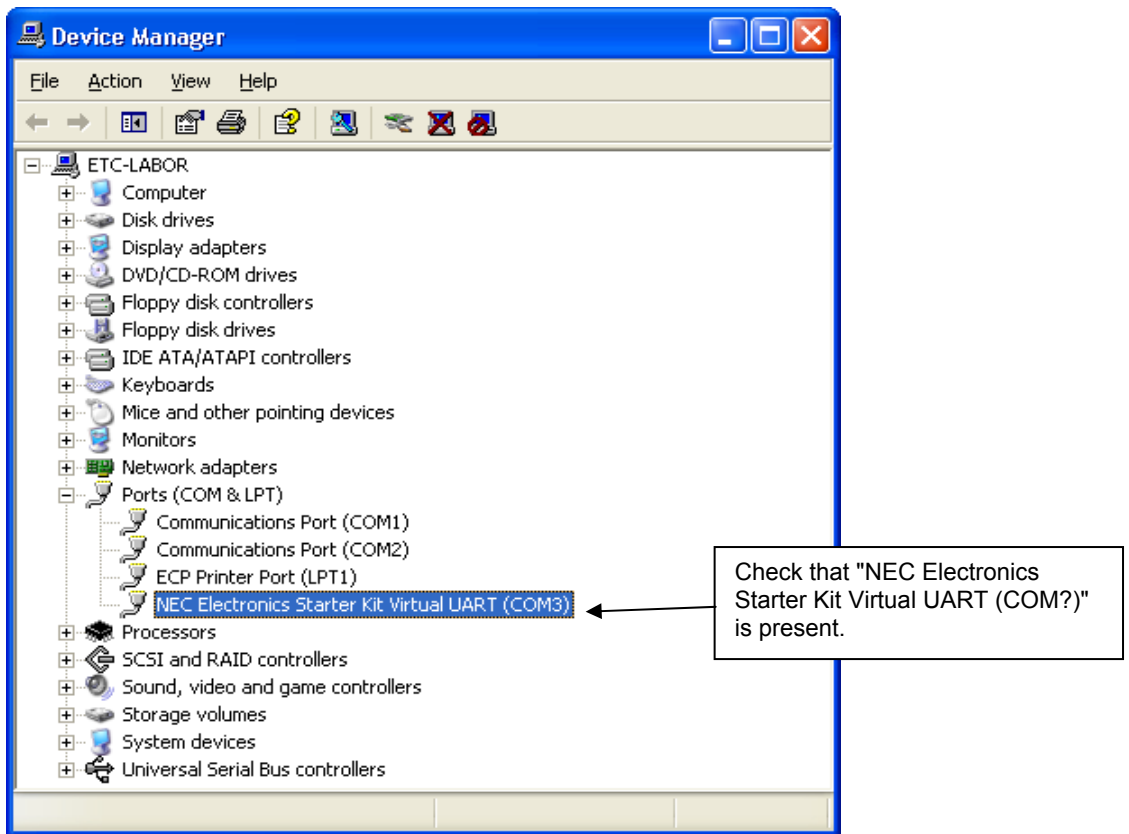 Device Manager
File Action View Help
ETC-LABOR
Computer
Disk drives
Display adapters
DVD/CD-ROM drives
Floppy disk controllers
Floppy disk drives
IDE ATA/ATAPI controllers
Keyboards
Mice and other pointing devices
Monitors
Network adapters
Ports (COM & LPT)
Communications Port (COM1)
Communications Port (COM2)
ECP Printer Port (LPT1)
NEC Electronics Starter Kit Virtual UART (COM3)
Processors
SCSI and RAID controllers
Sound, video and game controllers
Storage volumes
System devices
Universal Serial Bus controllers
Check that "NEC Electronics
Starter Kit Virtual UART (COM?)"
is present.